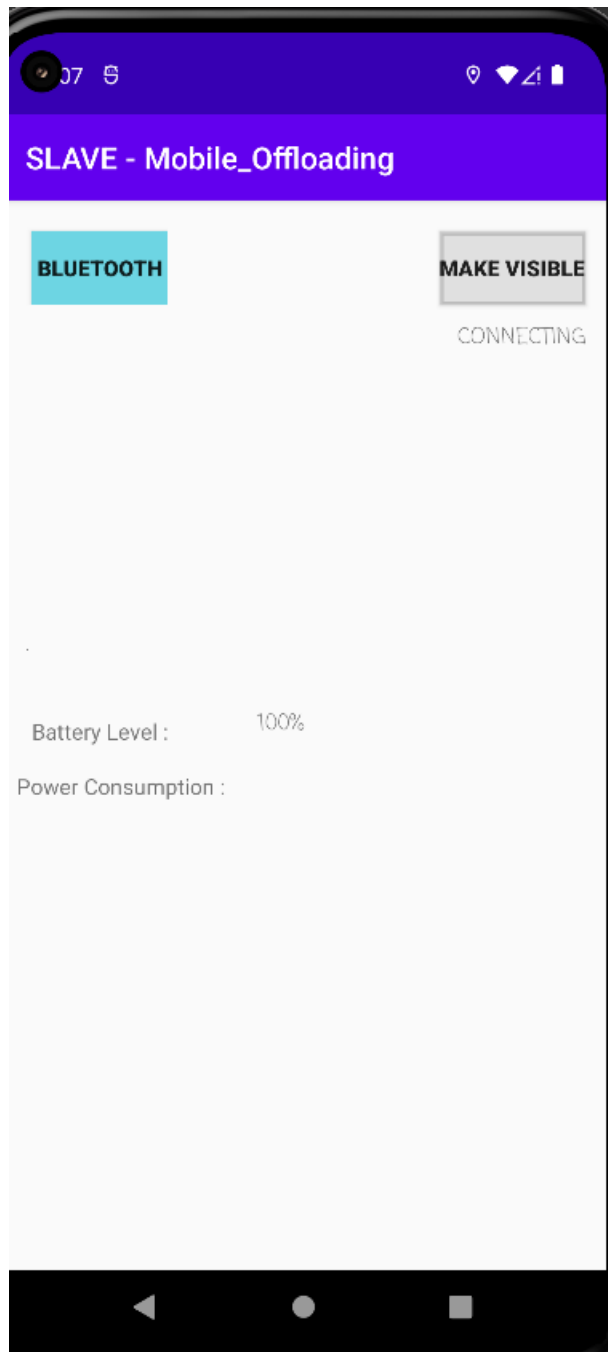 07
SLAVE - Mobile_Offloading
BLUETOOTH
MAKE VISIBLE
CONNECTING
.
Battery Level :
100%
Power Consumption :